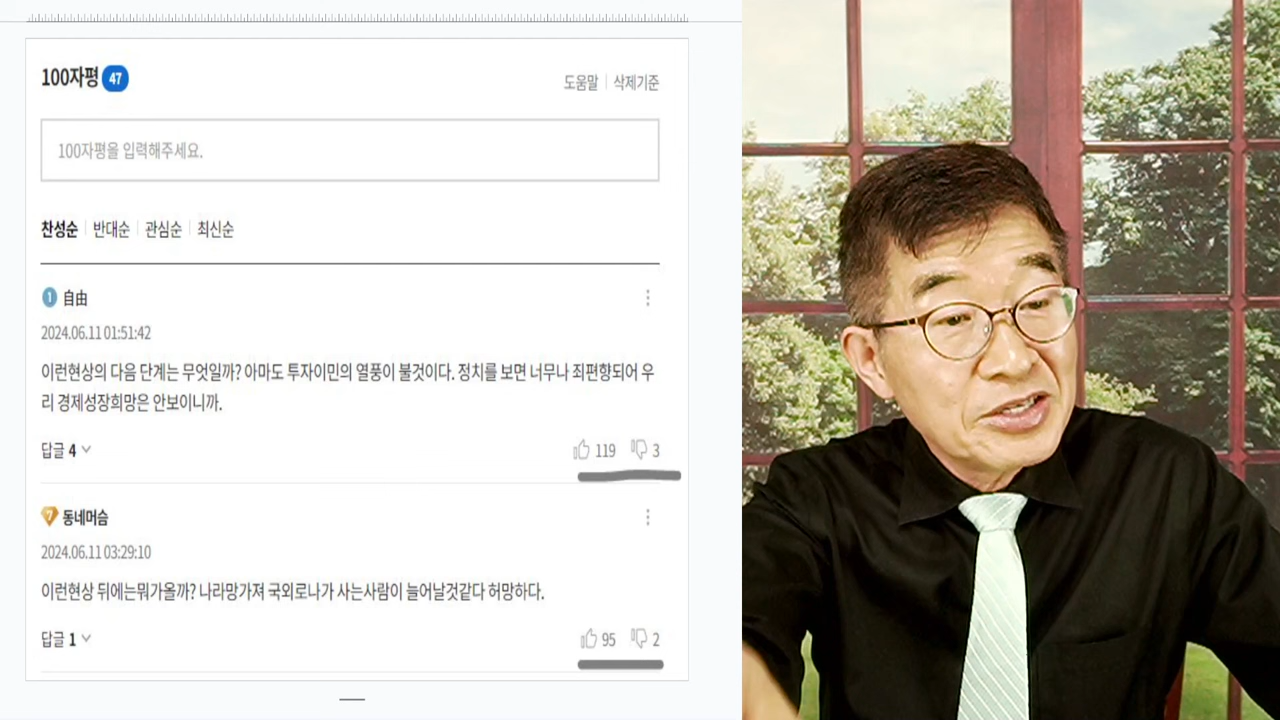 100자평 47
도움말 | 삭제기준
100자평을 입력해주세요.
찬성순 | 반대순 | 관심순 | 최신순
1 自由
2024.06.11 01:51:42
이런현상의 다음 단계는 무엇일까? 아마도 투자이민의 열풍이 불것이다. 정치를 보면 너무나 죄편향되어 우
리 경제성장희망은 안보이니까.
답글 4
119 3
7 동네머슴
2024.06.11 03:29:10
이런현상 뒤에는뭐가올까? 나라망가져 국외로나가 사는사람이 늘어날것같다 허망하다.
답글 1
95 2